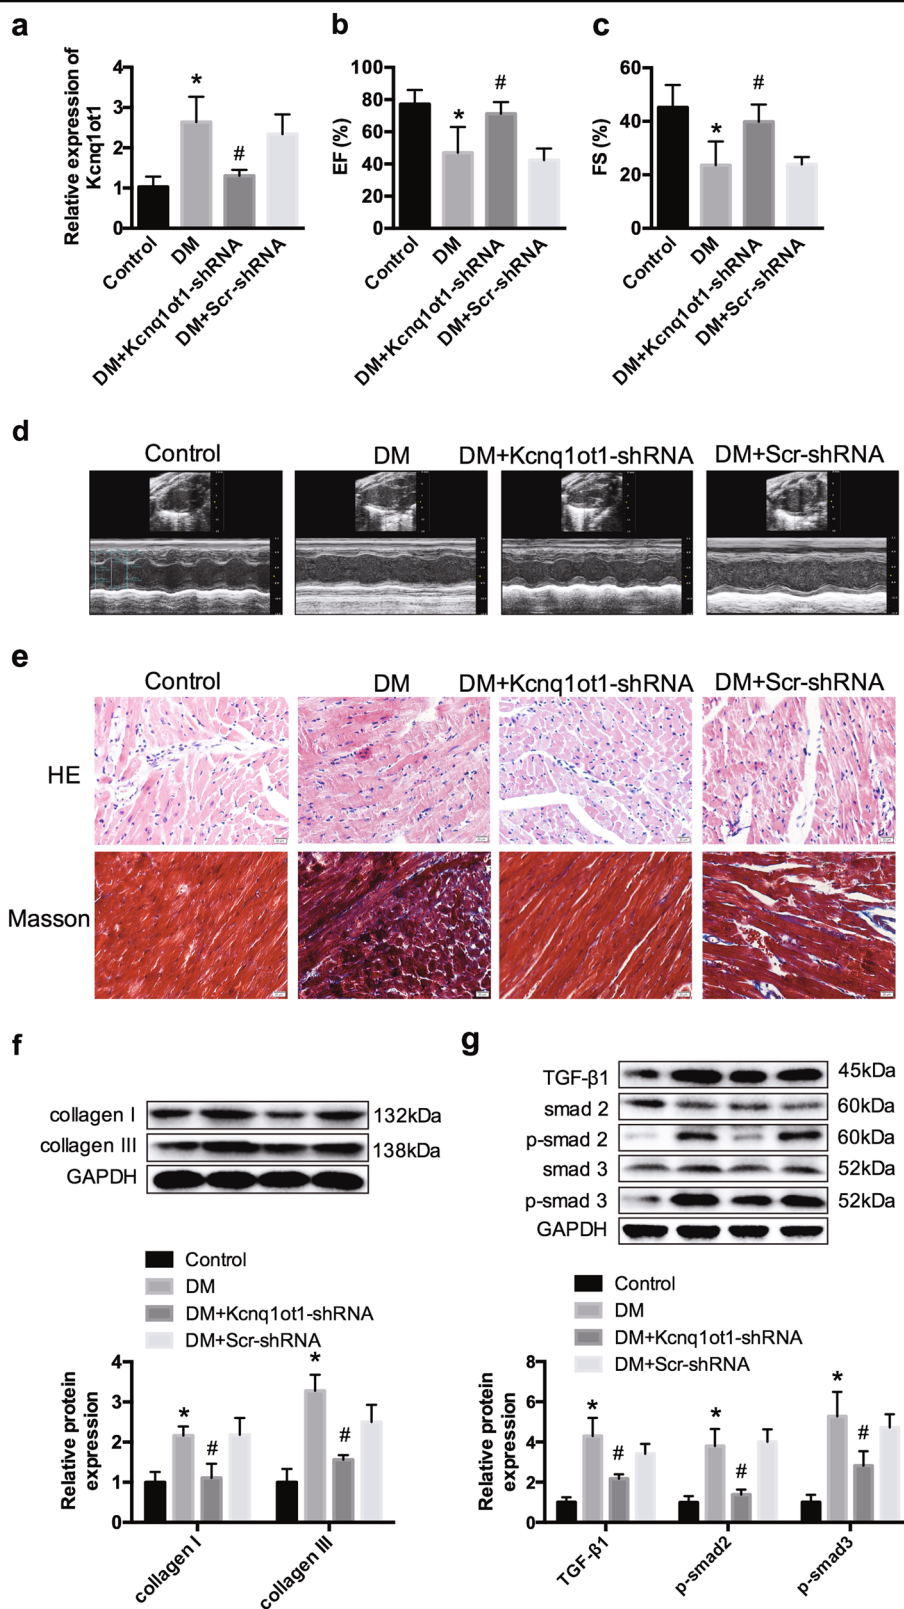 a
Relative expression of
Kcnq1ot1
4
3
2
1
0
*
#
Control
DM
DM+Kcnq1ot1-shRNA
DM+Scr-shRNA
b
EF (%)
100
80
60
40
20
0
*
#
Control
DM
DM+Kcnq1ot1-shRNA
DM+Scr-shRNA
c
FS (%)
60
40
20
0
*
#
Control
DM
DM+Kcnq1ot1-shRNA
DM+Scr-shRNA
d
Control
DM
DM+Kcnq1ot1-shRNA
DM+Scr-shRNA
e
Control
DM
DM+Kcnq1ot1-shRNA
DM+Scr-shRNA
HE
Masson
f
collagen I
132kDa
collagen III
138kDa
GAPDH
Control
DM
DM+Kcnq1ot1-shRNA
DM+Scr-shRNA
Relative protein
expression
4
3
2
1
0
*
#
*
#
collagen I
collagen III
g
TGF-β1
45kDa
smad 2
60kDa
p-smad 2
60kDa
smad 3
52kDa
p-smad 3
52kDa
GAPDH
Control
DM
DM+Kcnq1ot1-shRNA
DM+Scr-shRNA
Relative protein
expression
8
6
4
2
0
*
#
*
#
*
#
TGF-β1
p-smad2
p-smad3